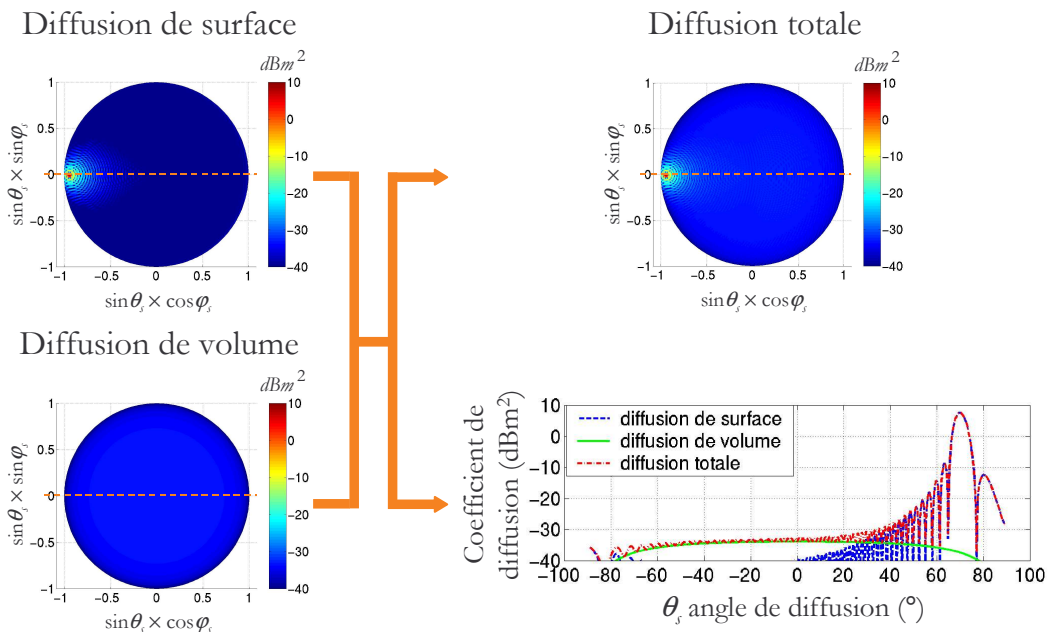 Diffusion de surface
dBm²
1
0.5
0
−0.5
−1
sinθₛ × sinφₛ
−1 −0.5 0 0.5 1
sinθₛ × cosφₛ
10
0
−10
−20
−30
−40
Diffusion totale
dBm²
1
0.5
0
−0.5
−1
sinθₛ × sinφₛ
−1 −0.5 0 0.5 1
sinθₛ × cosφₛ
10
0
−10
−20
−30
−40
Diffusion de volume
dBm²
1
0.5
0
−0.5
−1
sinθₛ × sinφₛ
−1 −0.5 0 0.5 1
sinθₛ × cosφₛ
10
0
−10
−20
−30
−40
Coefficient de
diffusion (dBm²)
10
0
−10
−20
−30
−40
diffusion de surface
diffusion de volume
diffusion totale
−100 −80 −60 −40 −20 0 20 40 60 80 100
θₛ angle de diffusion (°)